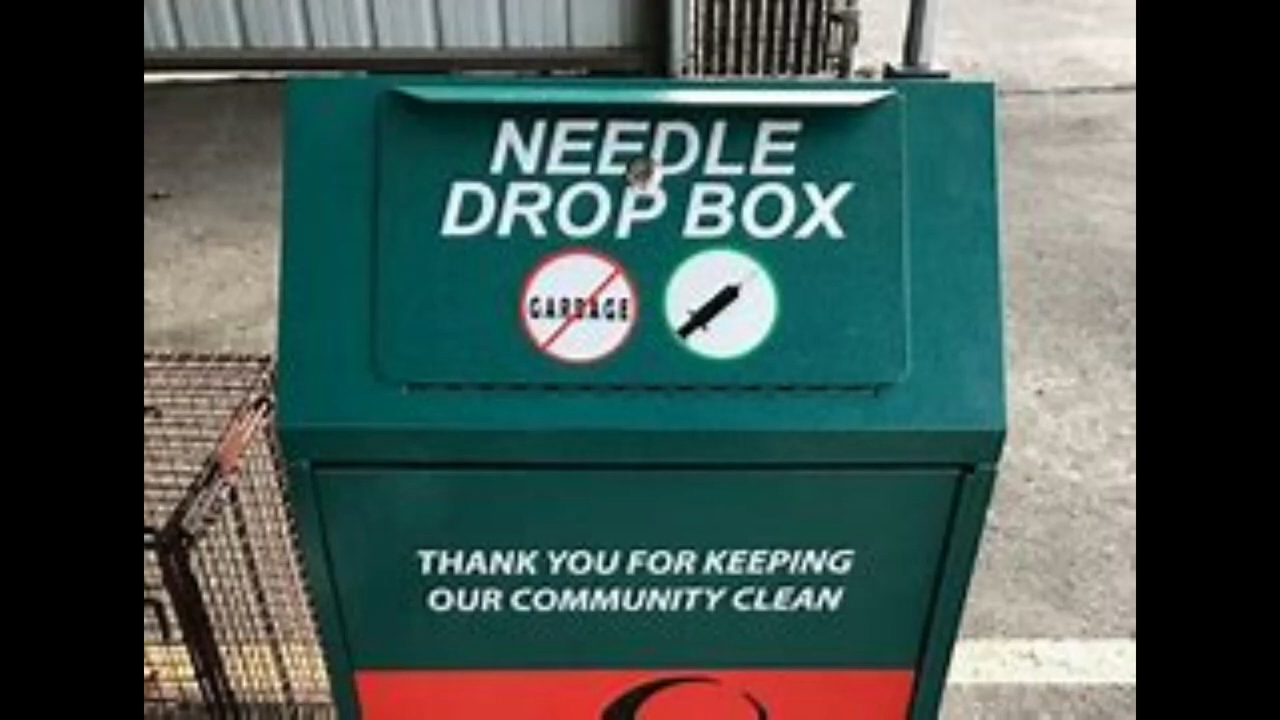 NEEDLE
DROP BOX
GARBAGE
THANK YOU FOR KEEPING
OUR COMMUNITY CLEAN